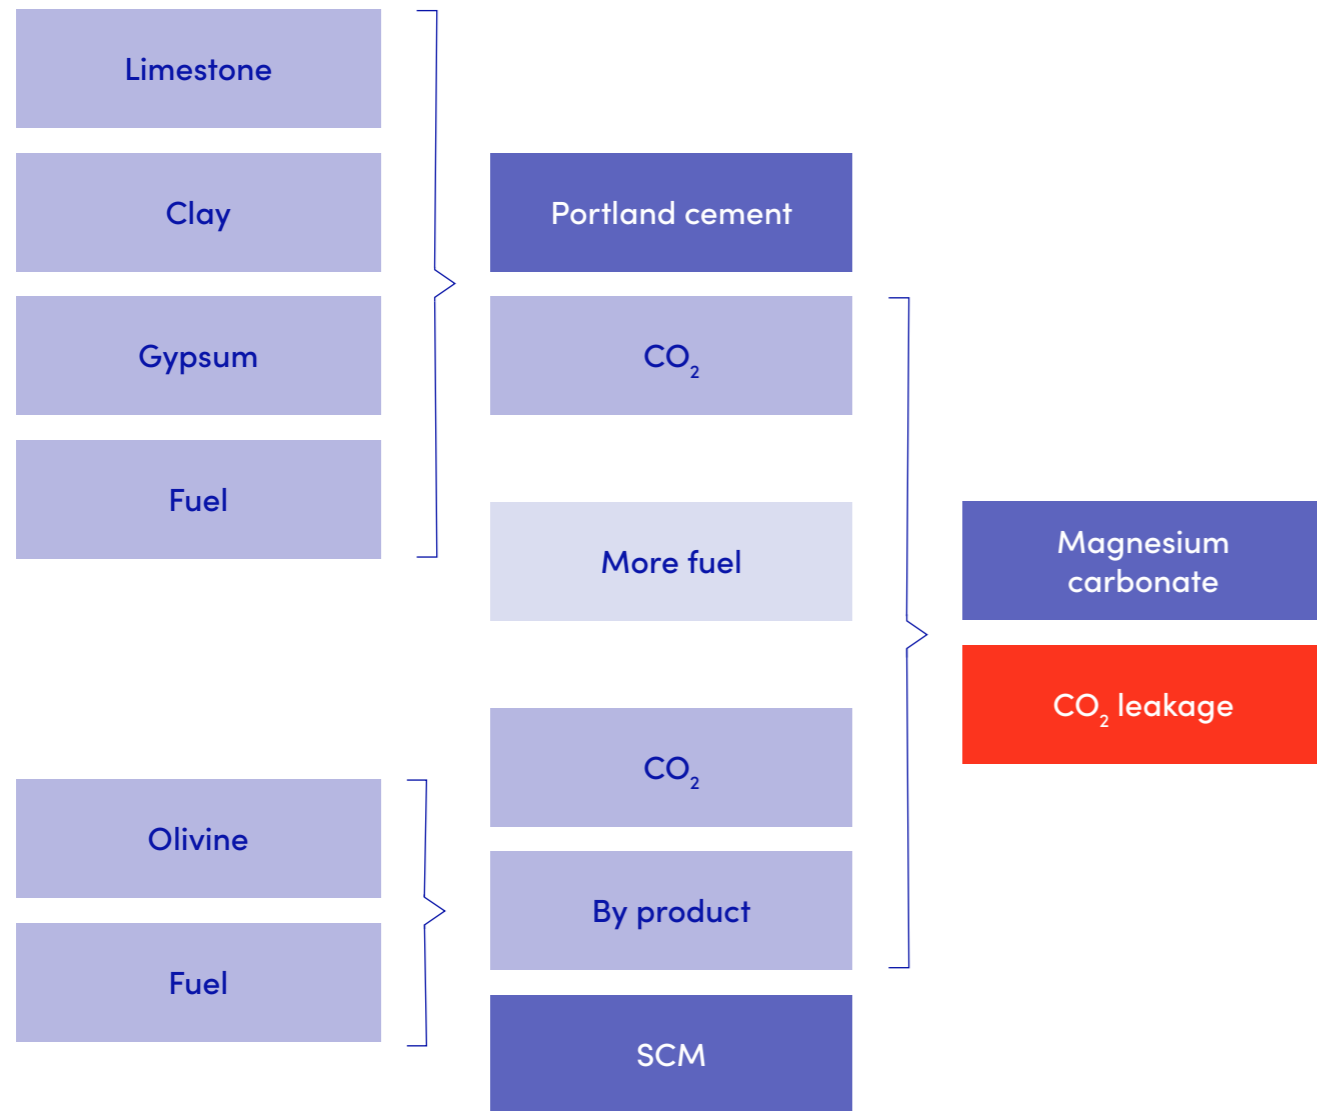 Limestone
Clay
Gypsum
Fuel
Portland cement
CO₂
More fuel
CO₂
By product
SCM
Olivine
Fuel
Magnesium
carbonate
CO₂ leakage